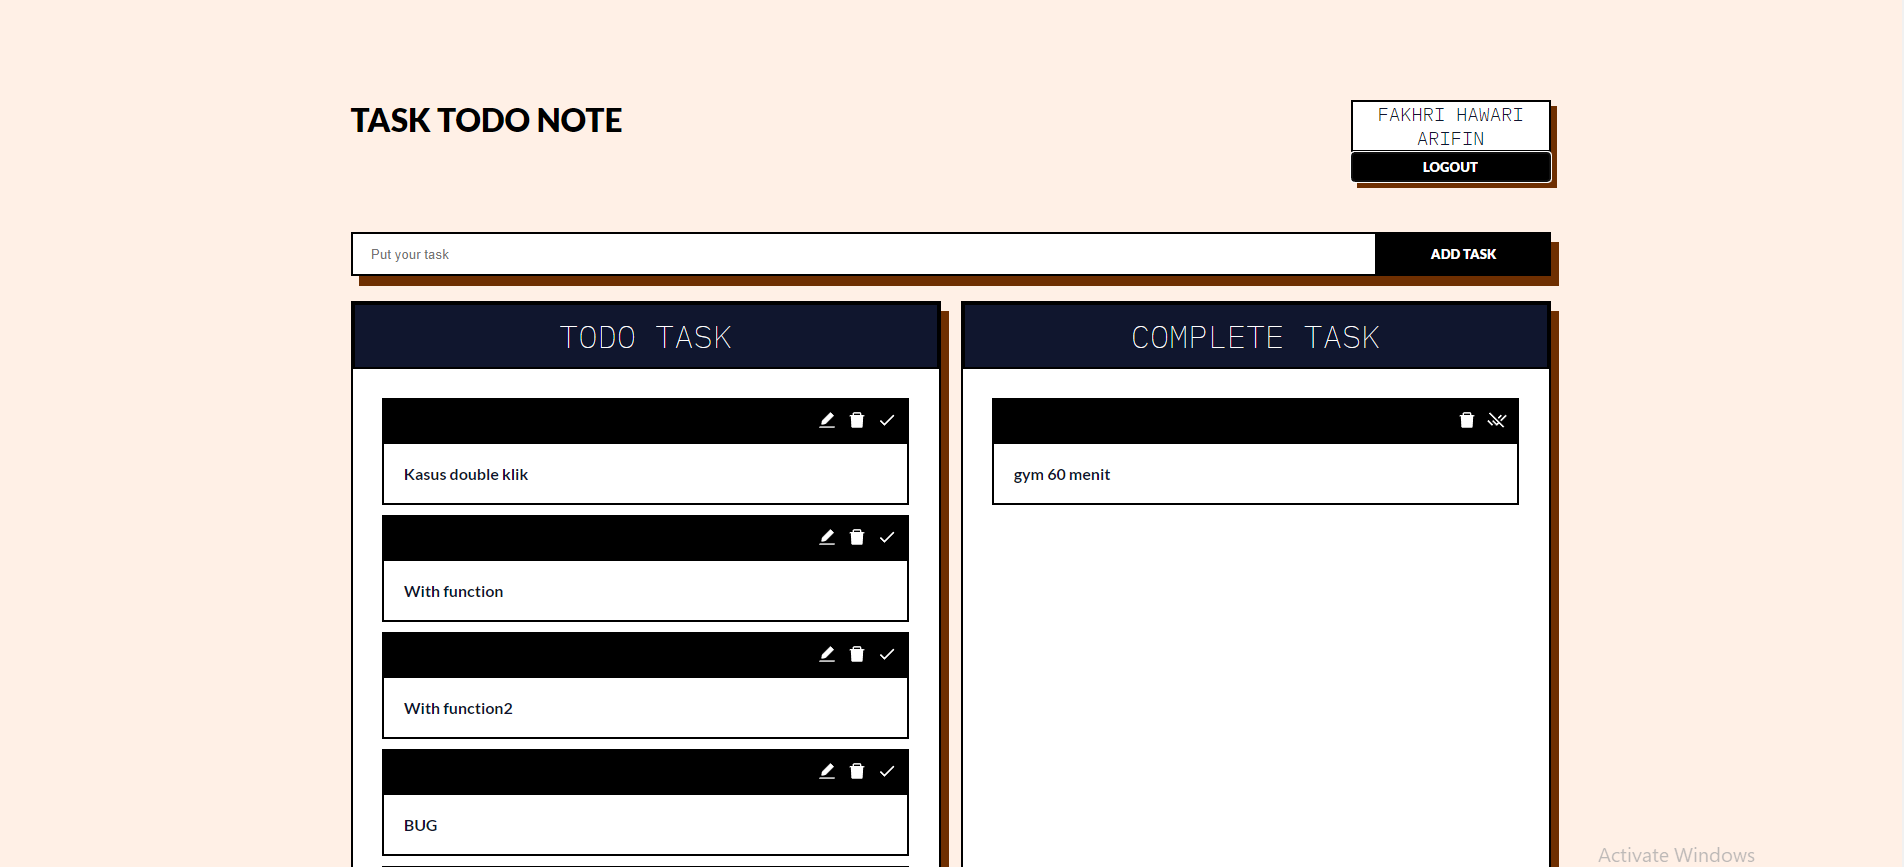 TASK TODO NOTE
FAKHRI HAWARI
ARIFIN
LOGOUT
Put your task
ADD TASK
TODO TASK
COMPLETE TASK
Kasus double klik
gym 60 menit
With function
With function2
BUG
Activate Windows